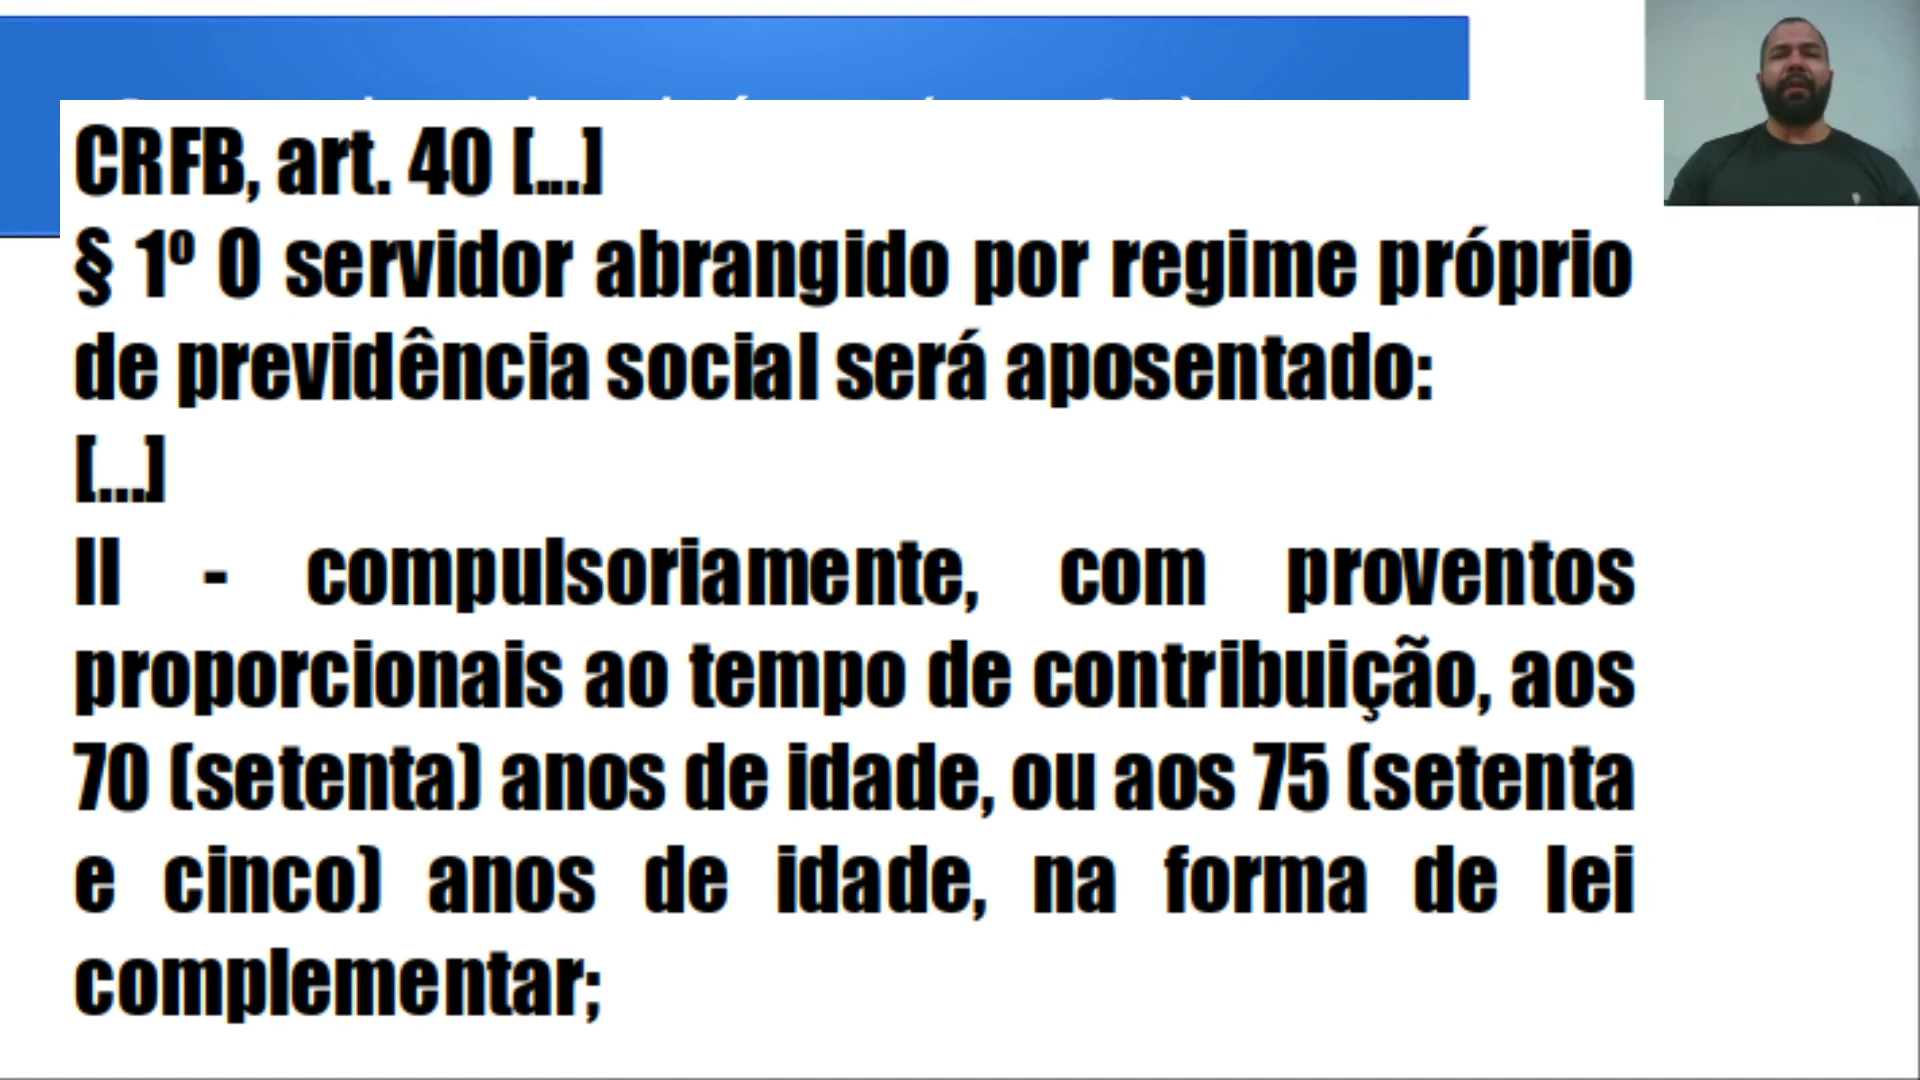 CRFB, art. 40 [...]
§ 1º O servidor abrangido por regime próprio
de previdência social será aposentado:
[...]
II - compulsoriamente, com proventos
proporcionais ao tempo de contribuição, aos
70 (setenta) anos de idade, ou aos 75 (setenta
e cinco) anos de idade, na forma de lei
complementar;